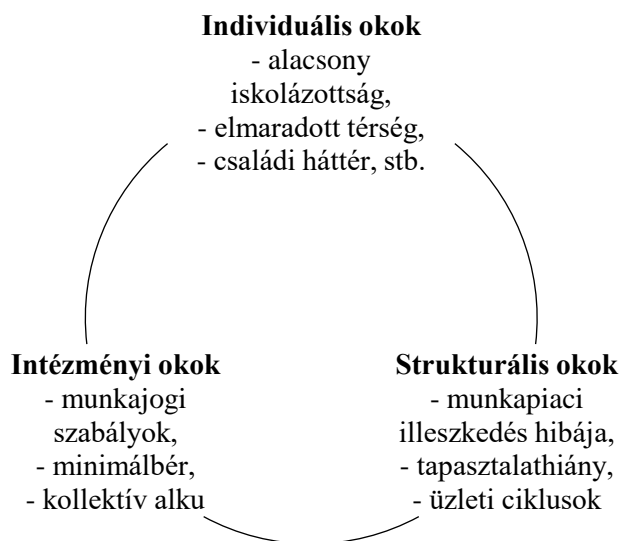 Individuális okok
- alacsony
iskolázottság,
- elmaradott térség,
- családi háttér, stb.
Intézményi okok
- munkajogi
szabályok,
- minimálbér,
- kollektív alku
Strukturális okok
- munkapiaci
illeszkedés hibája,
- tapasztalathiány,
- üzleti ciklusok